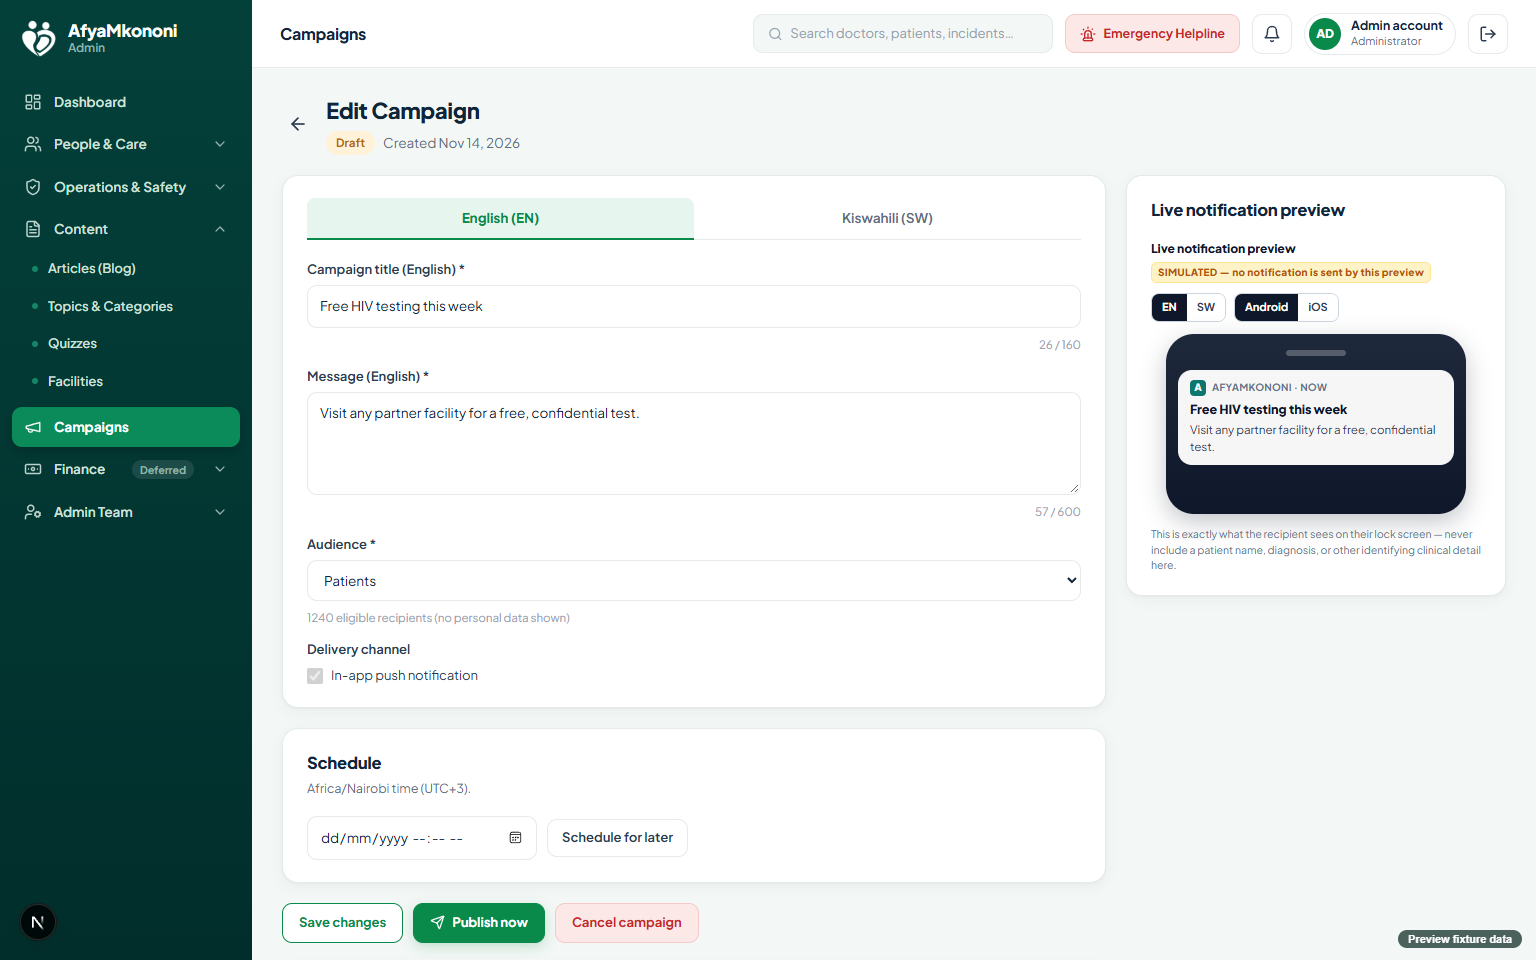 AfyaMkononi
Admin
Dashboard
People & Care
Operations & Safety
Content
Articles (Blog)
Topics & Categories
Quizzes
Facilities
Campaigns
Finance
Deferred
Admin Team
N
Campaigns
Search doctors, patients, incidents...
Emergency Helpline
AD
Admin account
Administrator
Edit Campaign
Draft
Created Nov 14, 2026
English (EN)
Kiswahili (SW)
Campaign title (English) *
Free HIV testing this week
26 / 160
Message (English) *
Visit any partner facility for a free, confidential test.
57 / 600
Audience *
Patients
1240 eligible recipients (no personal data shown)
Delivery channel
In-app push notification
Schedule
Africa/Nairobi time (UTC+3).
dd/mm/yyyy --:-- --
Schedule for later
Save changes
Publish now
Cancel campaign
Live notification preview
Live notification preview
SIMULATED — no notification is sent by this preview
EN
SW
Android
iOS
A
AFYAMKONONI · NOW
Free HIV testing this week
Visit any partner facility for a free, confidential
test.
This is exactly what the recipient sees on their lock screen — never
include a patient name, diagnosis, or other identifying clinical detail
here.
Preview fixture data